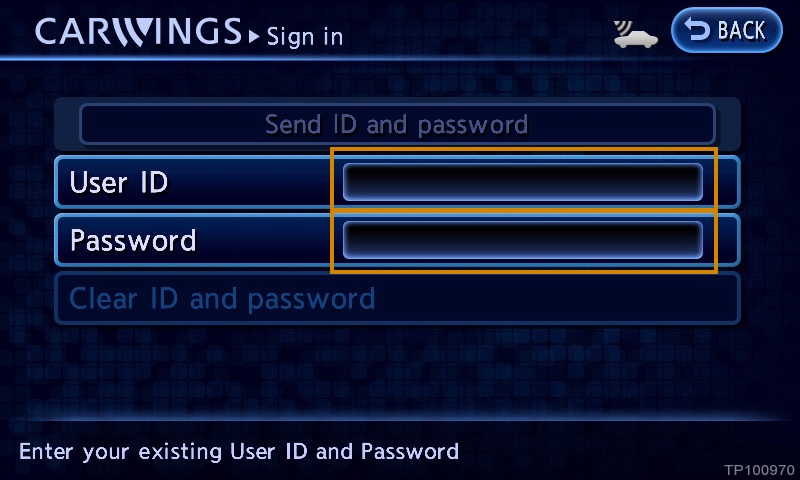 CARWINGS ▶ Sign in
BACK
Send ID and password
User ID
Password
Clear ID and password
Enter your existing User ID and Password
TP100970